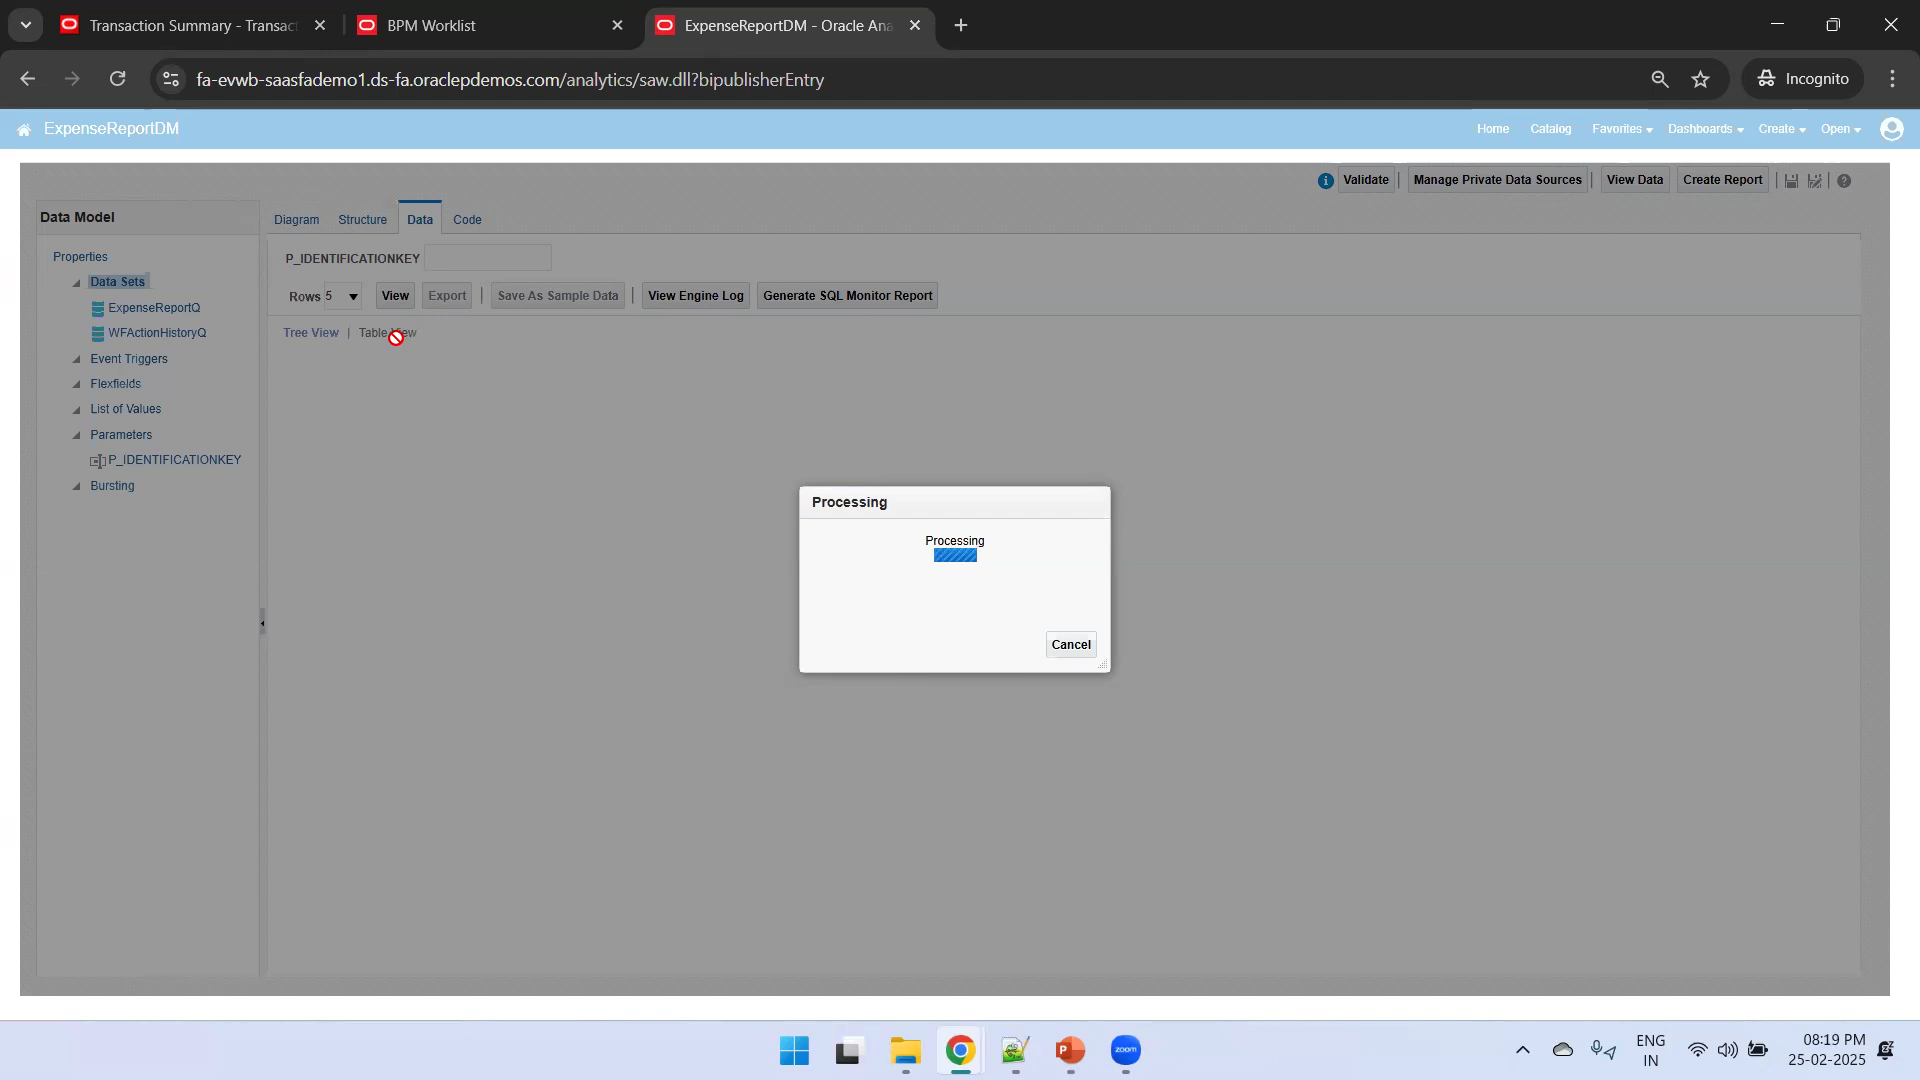 Transaction Summary - Transac
BPM Worklist
ExpenseReportDM - Oracle Ana
fa-evwb-saasfademo1.ds-fa.oraclepdemos.com/analytics/saw.dll?bipublisherEntry
Incognito
ExpenseReportDM
Home Catalog Favorites Dashboards Create Open
Validate Manage Private Data Sources View Data Create Report
Data Model
Diagram Structure Data Code
Properties
Data Sets
ExpenseReportQ
WFActionHistoryQ
Event Triggers
Flexfields
List of Values
Parameters
P_IDENTIFICATIONKEY
Bursting
P_IDENTIFICATIONKEY
Rows 5 View Export | Save As Sample Data | View Engine Log Generate SQL Monitor Report
Tree View | Table View
Processing
Processing
Cancel
zoom
ENG
IN
08:19 PM
25-02-2025